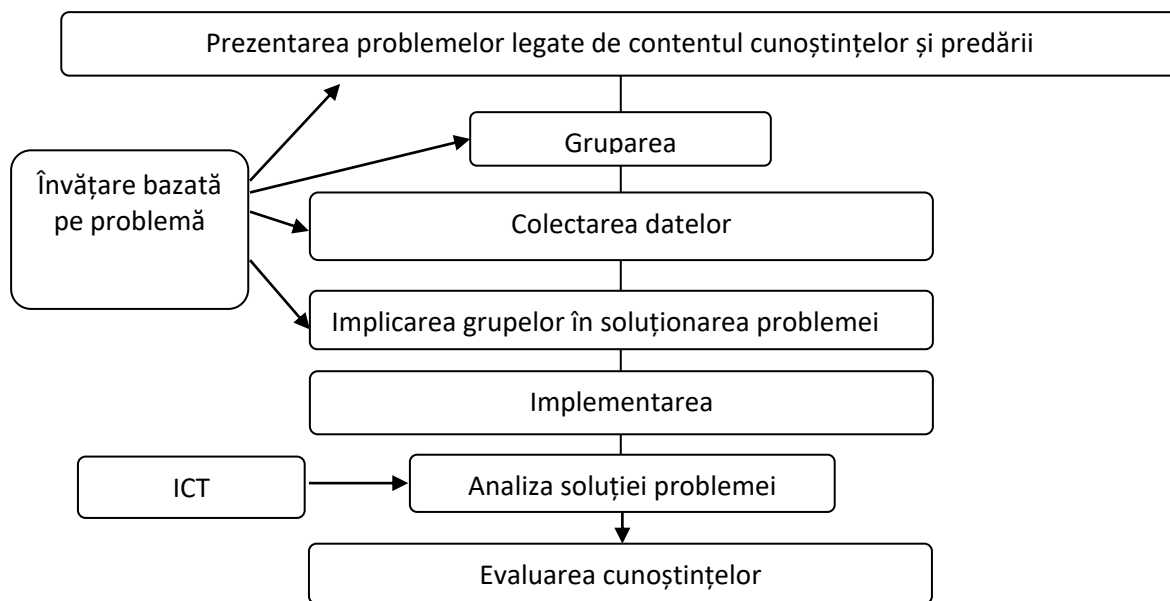 Prezentarea problemelor legate de contentul cunoștințelor și predării
Gruparea
Învățare bazată
pe problemă
Colectarea datelor
Implicarea grupelor în soluționarea problemei
Implementarea
ICT
Analiza soluției problemei
Evaluarea cunoștințelor